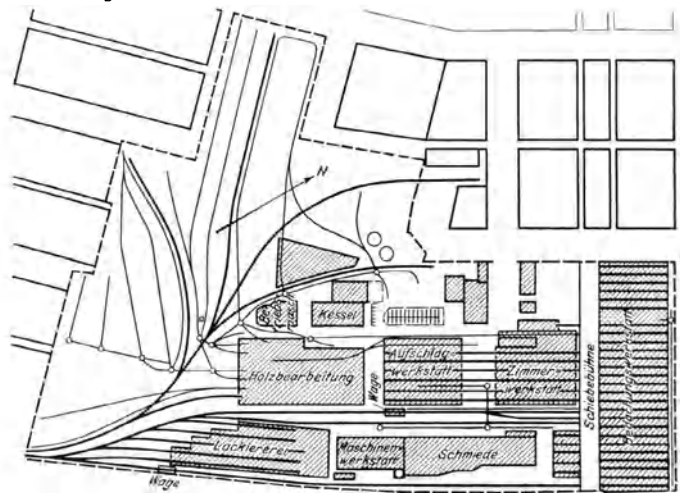 N
Kessel
Holzbearbeitung
Wage
Aufschlag
werkstatt
Zimmer
werkstatt
Schiebebühne
Lackiererei
Maschinen
werkstatt
Schmiede
Wage